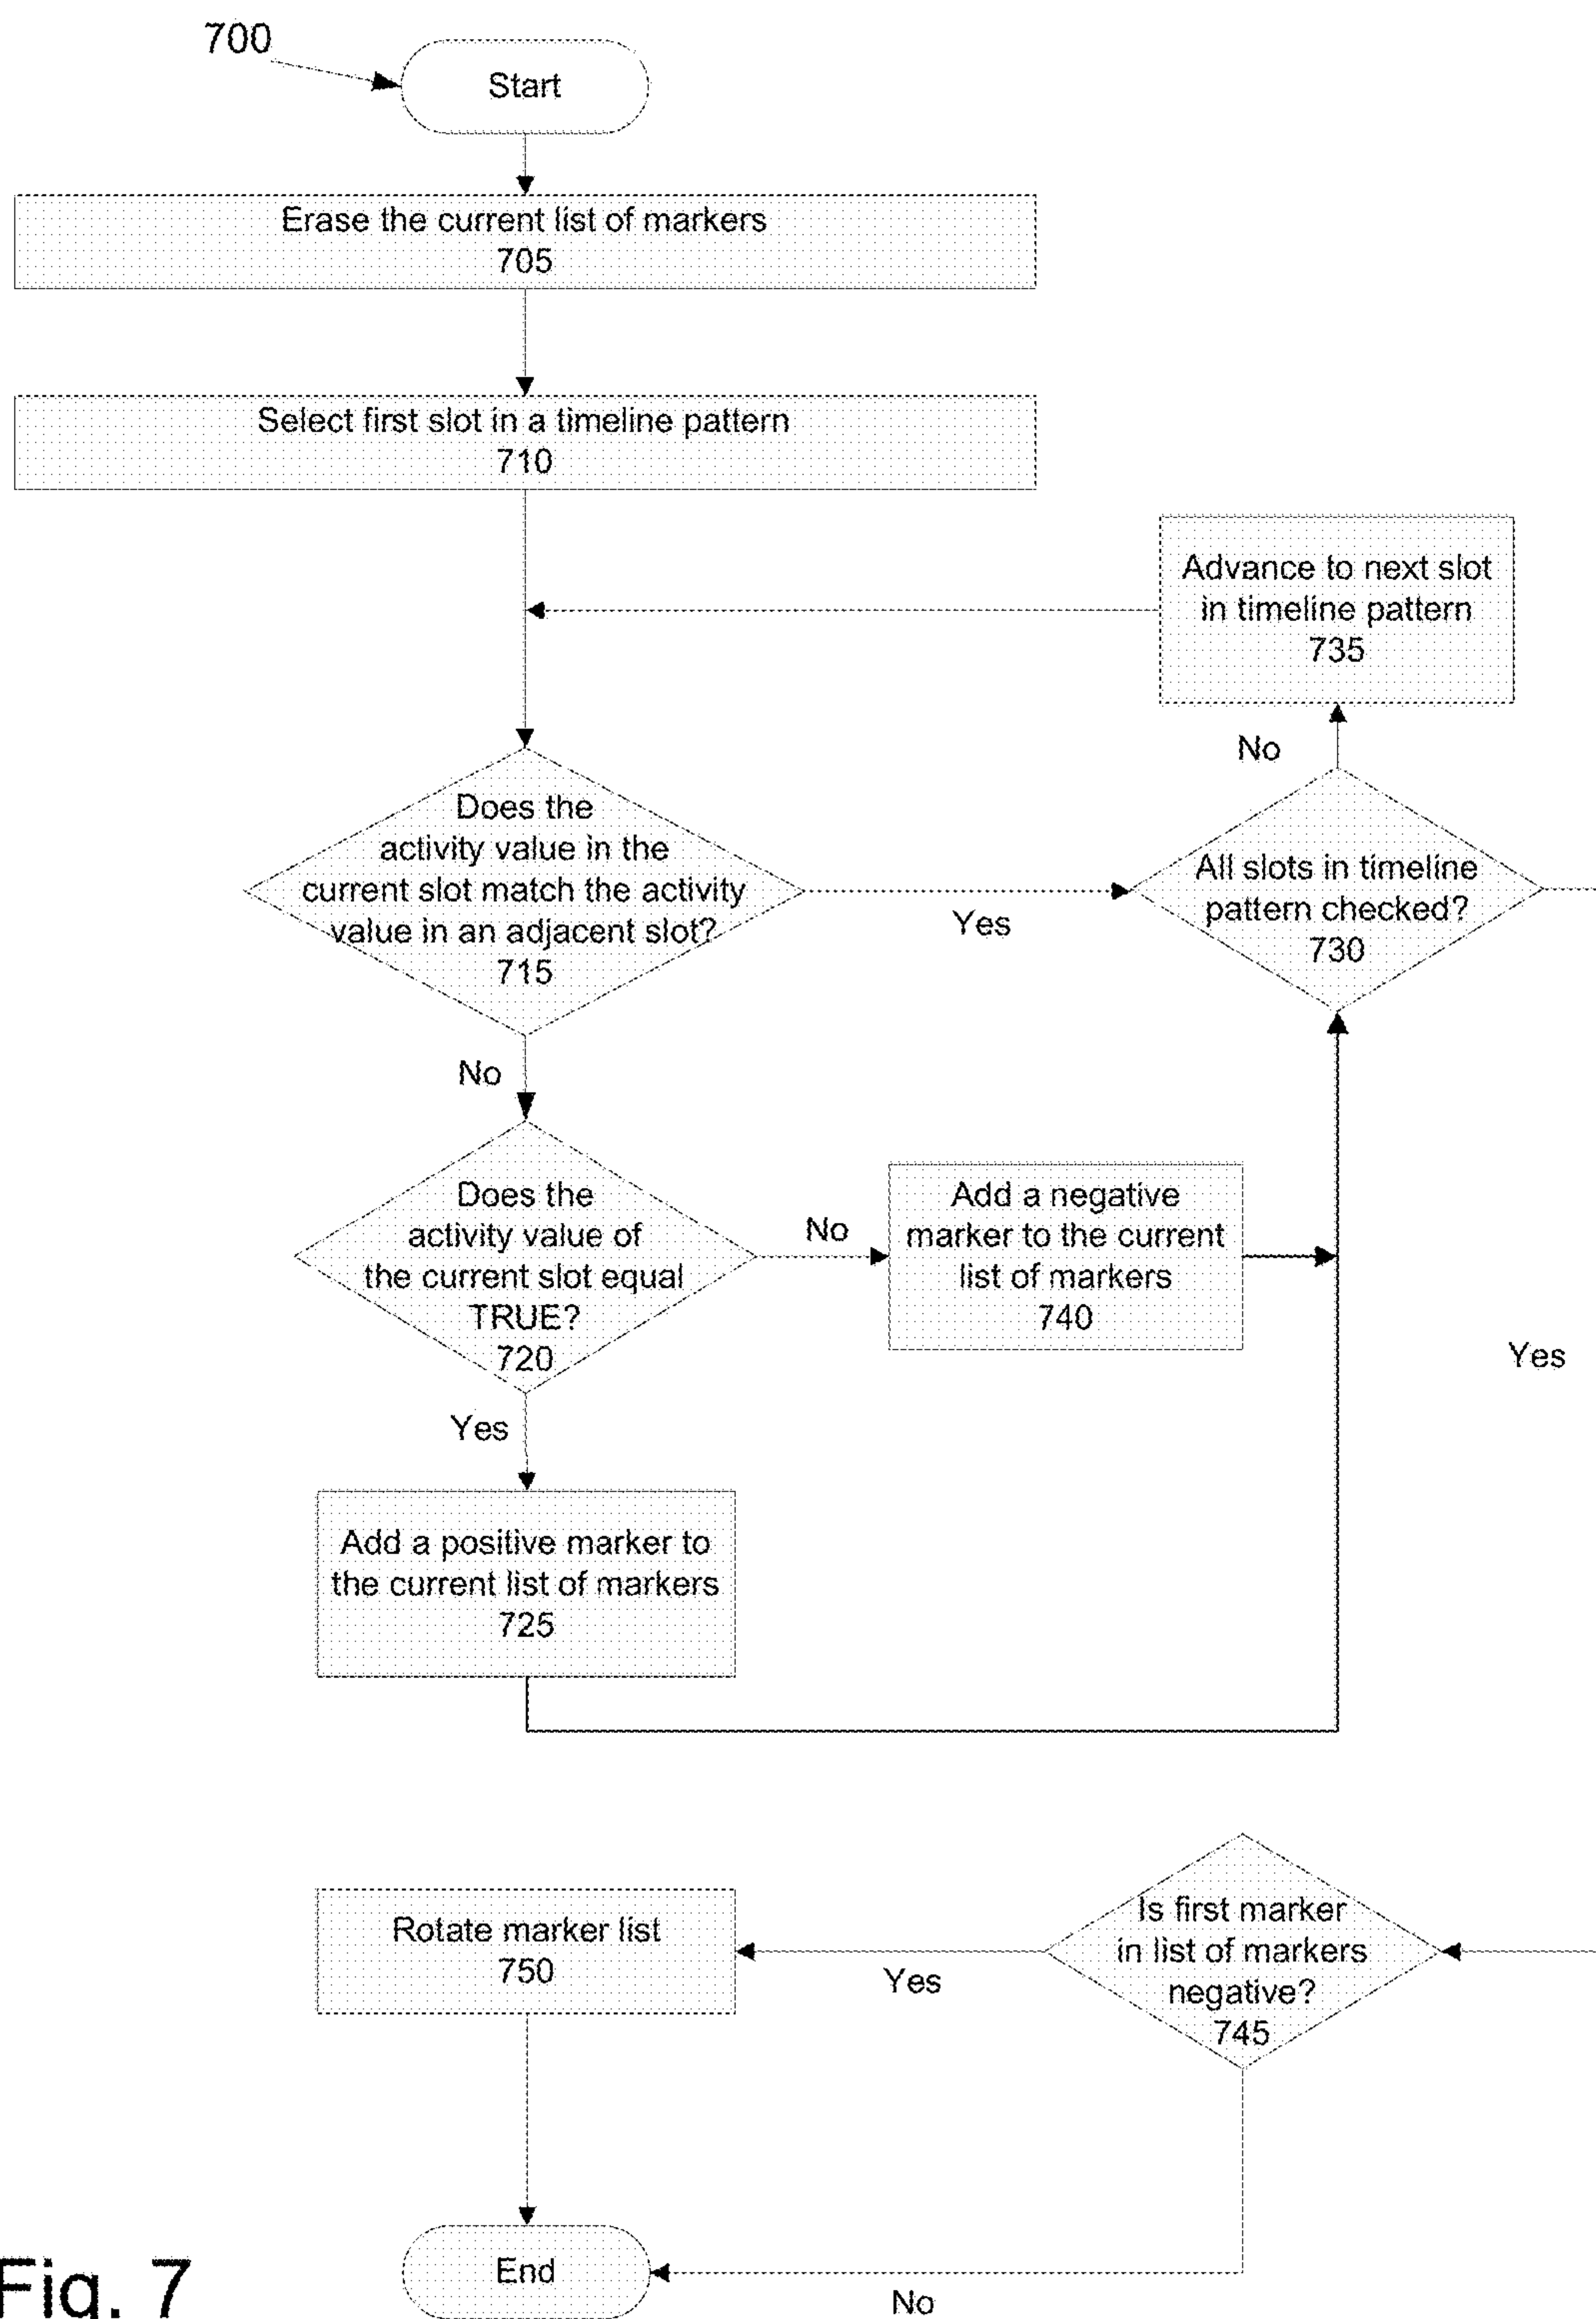 700
Start
Erase the current list of markers
705
Select first slot in a timeline pattern
710
Advance to next slot
in timeline pattern
735
No
Does the
activity value in the
current slot match the activity
value in an adjacent slot?
715
Yes
All slots in timeline
pattern checked?
730
No
Does the
activity value of
the current slot equal
TRUE?
720
No
Add a negative
marker to the current
list of markers
740
Yes
Yes
Add a positive marker to
the current list of markers
725
Is first marker
in list of markers
negative?
745
Yes
Rotate marker list
750
End
No
Fig. 7